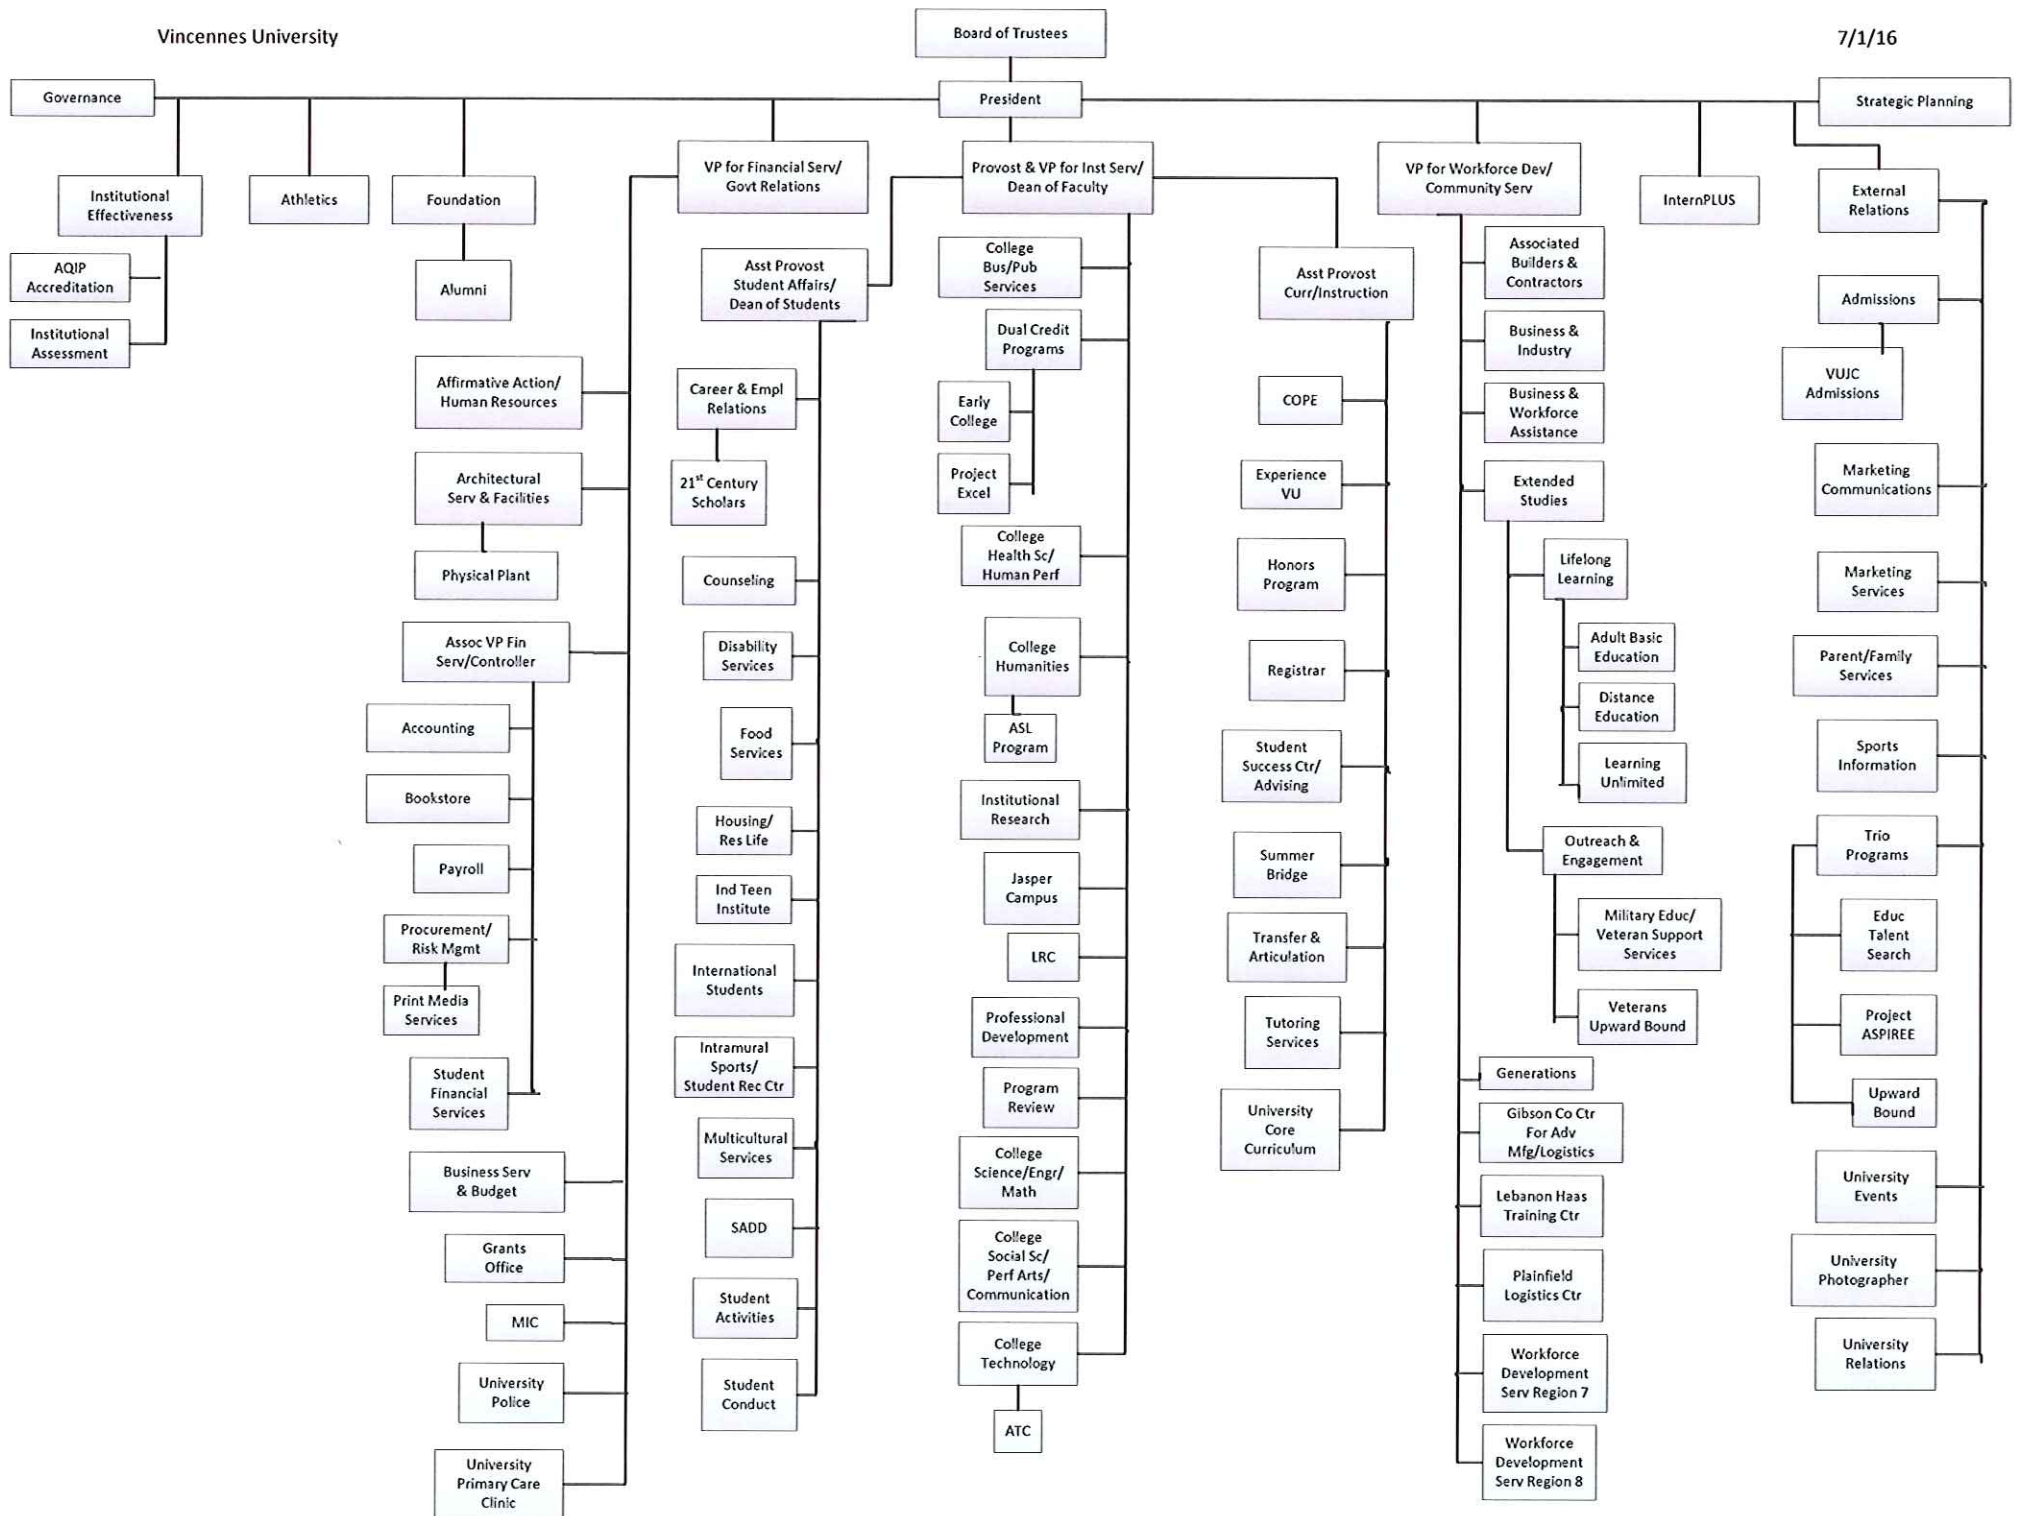 Vincennes University
Board of Trustees
7/1/16
Governance
President
Strategic Planning
Institutional
Effectiveness
AQIP
Accreditation
Institutional
Assessment
Athletics
Foundation
Alumni
VP for Financial Serv/
Govt Relations
Affirmative Action/
Human Resources
Architectural
Serv & Facilities
Physical Plant
Assoc VP Fin
Serv/Controller
Accounting
Bookstore
Payroll
Procurement/
Risk Mgmt
Print Media
Services
Student
Financial
Services
Business Serv
& Budget
Grants
Office
MIC
University
Police
University
Primary Care
Clinic
Provost & VP for Inst Serv/
Dean of Faculty
Asst Provost
Student Affairs/
Dean of Students
Career & Empl
Relations
21st Century
Scholars
Counseling
Disability
Services
Food
Services
Housing/
Res Life
Ind Teen
Institute
International
Students
Intramural
Sports/
Student Rec Ctr
Multicultural
Services
SADD
Student
Activities
Student
Conduct
College
Bus/Pub
Services
Dual Credit
Programs
Early
College
Project
Excel
College
Health Sc/
Human Perf
College
Humanities
ASL
Program
Institutional
Research
Jasper
Campus
LRC
Professional
Development
Program
Review
College
Science/Engr/
Math
College
Social Sc/
Perf Arts/
Communication
College
Technology
ATC
Asst Provost
Curr/Instruction
COPE
Experience
VU
Honors
Program
Registrar
Student
Success Ctr/
Advising
Summer
Bridge
Transfer &
Articulation
Tutoring
Services
University
Core
Curriculum
VP for Workforce Dev/
Community Serv
Associated
Builders &
Contractors
Business &
Industry
Business &
Workforce
Assistance
Extended
Studies
Lifelong
Learning
Adult Basic
Education
Distance
Education
Learning
Unlimited
Outreach &
Engagement
Military Educ/
Veteran Support
Services
Veterans
Upward Bound
Generations
Gibson Co Ctr
For Adv
Mfg/Logistics
Lebanon Haas
Training Ctr
Plainfield
Logistics Ctr
Workforce
Development
Serv Region 7
Workforce
Development
Serv Region 8
InternPLUS
External
Relations
Admissions
VUJC
Admissions
Marketing
Communications
Marketing
Services
Parent/Family
Services
Sports
Information
Trio
Programs
Educ
Talent
Search
Project
ASPIREE
Upward
Bound
University
Events
University
Photographer
University
Relations